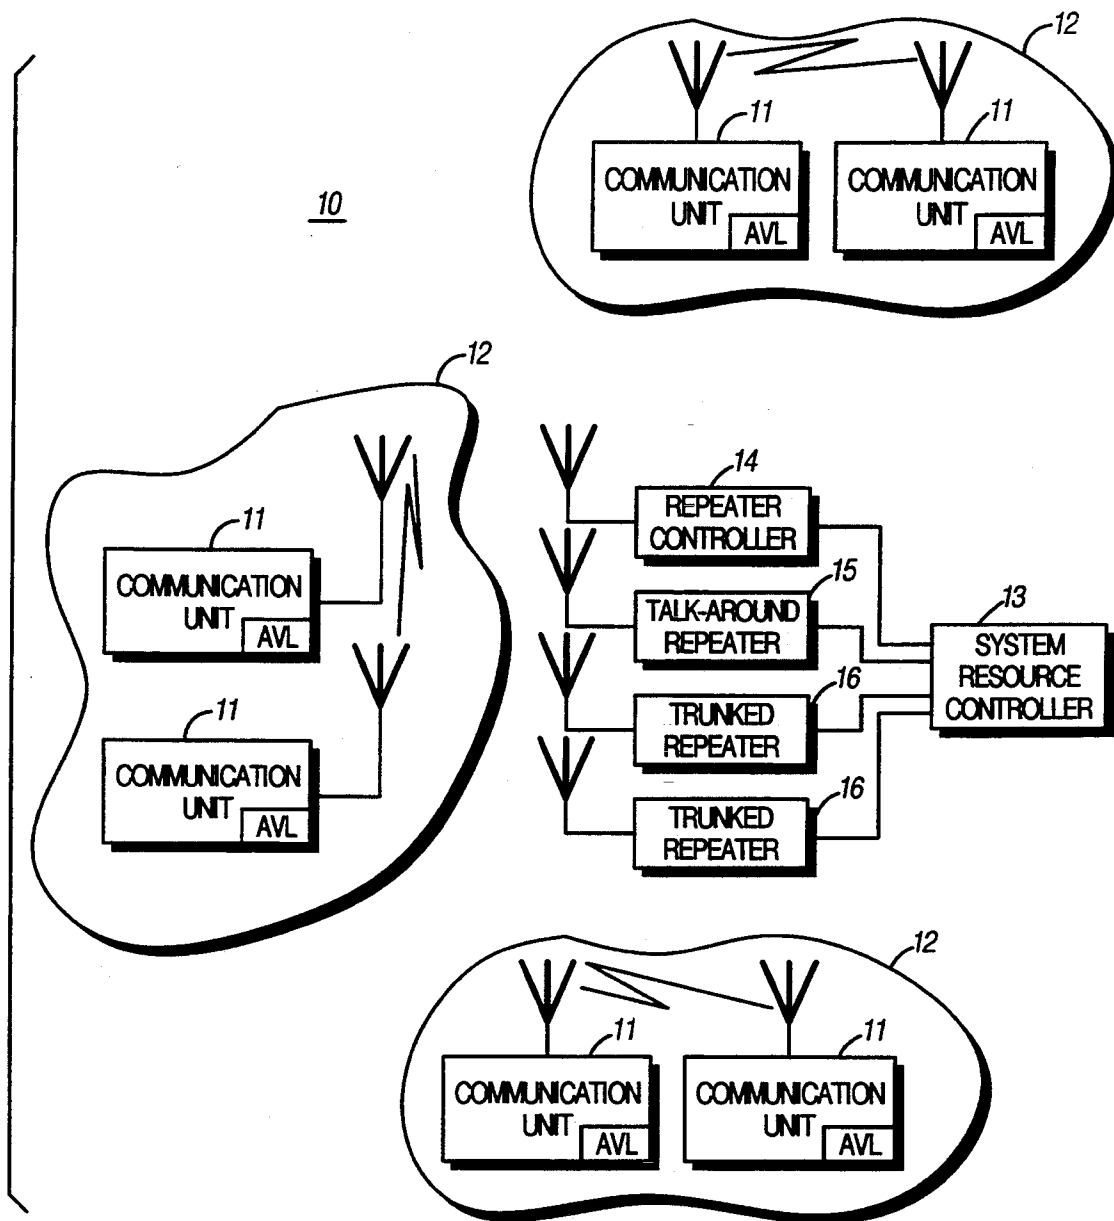 12
11
11
COMMUNICATION
UNIT
AVL
COMMUNICATION
UNIT
AVL
10
12
11
COMMUNICATION
UNIT
AVL
11
COMMUNICATION
UNIT
AVL
14
REPEATER
CONTROLLER
15
TALK-AROUND
REPEATER
16
TRUNKED
REPEATER
16
TRUNKED
REPEATER
13
SYSTEM
RESOURCE
CONTROLLER
12
11
COMMUNICATION
UNIT
AVL
11
COMMUNICATION
UNIT
AVL